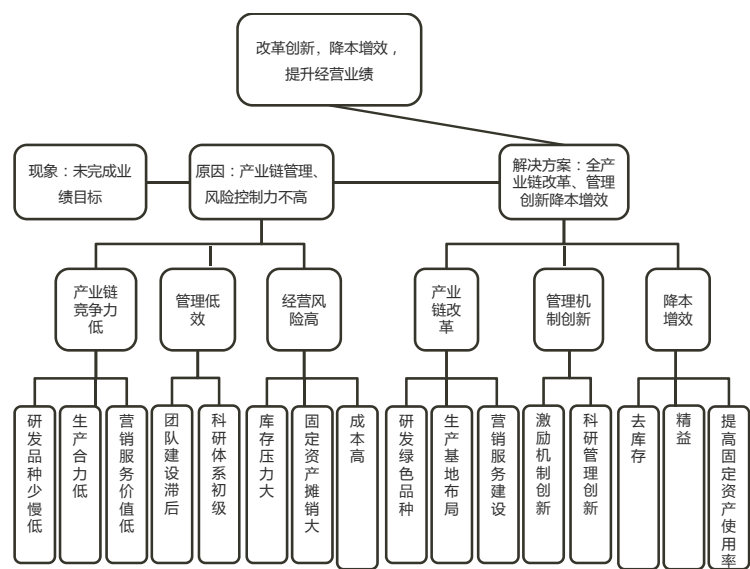 改革创新，降本增效，
提升经营业绩
现象：未完成业
绩目标
原因：产业链管理、
风险控制力不高
解决方案：全产
业链改革、管理
创新降本增效
产业链
竞争力
低
管理低
效
经营风
险高
产业
链改
革
管理机
制创新
降本
增效
研发品种少慢低
生产合力低
营销服务价值低
团队建设滞后
科研体系初级
库存压力大
固定资产摊销大
成本高
研发绿色品种
生产基地布局
营销服务建设
激励机制创新
科研管理创新
去库存
精益
提高固定资产使用率